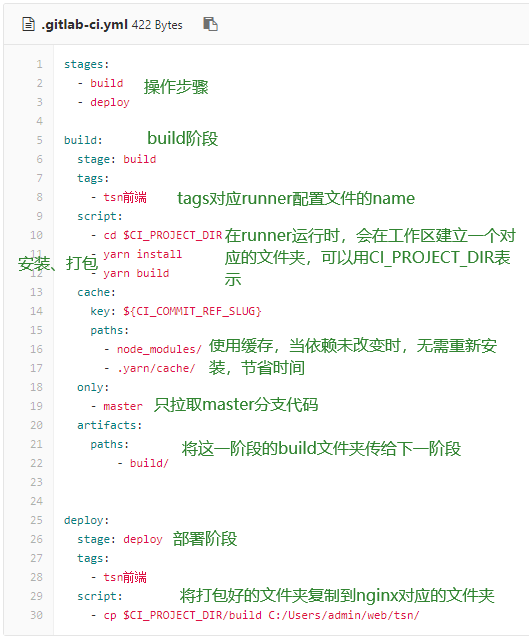 .gitlab-ci.yml 422 Bytes
1 stages:
2 - build 操作步骤
3 - deploy
4
5 build: build阶段
6 stage: build
7 tags:
8 - tsn前端 tags对应runner配置文件的name
9 script:
10 - cd $CI_PROJECT_DIR 在runner运行时，会在工作区建立一个对
11 - yarn install 应的文件夹，可以用CI_PROJECT_DIR表
安装、打包
12 - yarn build 示
13 cache:
14 key: ${CI_COMMIT_REF_SLUG}
15 paths:
16 - node_modules/ 使用缓存，当依赖未改变时，无需重新安
17 - .yarn/cache/ 装，节省时间
18 only:
19 - master 只拉取master分支代码
20 artifacts:
21 paths: 将这一阶段的build文件夹传给下一阶段
22 - build/
23
24
25 deploy:
26 stage: deploy 部署阶段
27 tags:
28 - tsn前端
29 script: 将打包好的文件夹复制到nginx对应的文件夹
30 - cp $CI_PROJECT_DIR/build C:/Users/admin/web/tsn/